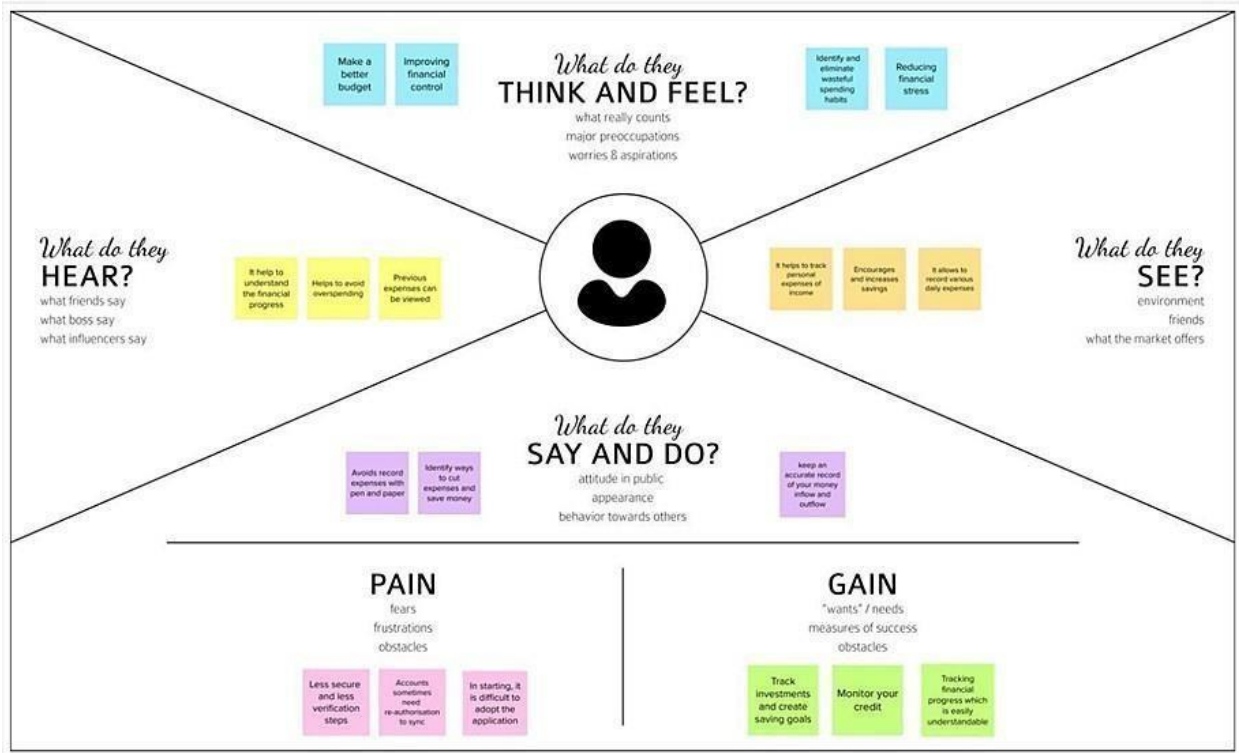 What do they
THINK AND FEEL?
what really counts
major preoccupations
worries & aspirations
Make a
better
budget
Improving
financial
control
Identify and
eliminate
wasteful
spending
habits
Reducing
financial
stress
What do they
HEAR?
what friends say
what boss say
what influencers say
It help to
understand
the financial
progress
Helps to avoid
overspending
Previous
expenses can
be viewed
It helps to track
personal
expenses of
income
Encourages
and increases
savings
It allows to
record various
daily expenses
What do they
SEE?
environment
friends
what the market offers
What do they
SAY AND DO?
attitude in public
appearance
behavior towards others
Avoids record
expenses with
pen and paper
Identify ways
to cut
expenses and
save money
keep an
accurate record
of your money
inflow and
outflow
PAIN
fears
frustrations
obstacles
Less secure
and less
verification
steps
Accounts
sometimes
need
re-authorisation
to sync
In starting, it
is difficult to
adopt the
application
GAIN
"wants" / needs
measures of success
obstacles
Track
investments
and create
saving goals
Monitor your
credit
Tracking
financial
progress which
is easily
understandable